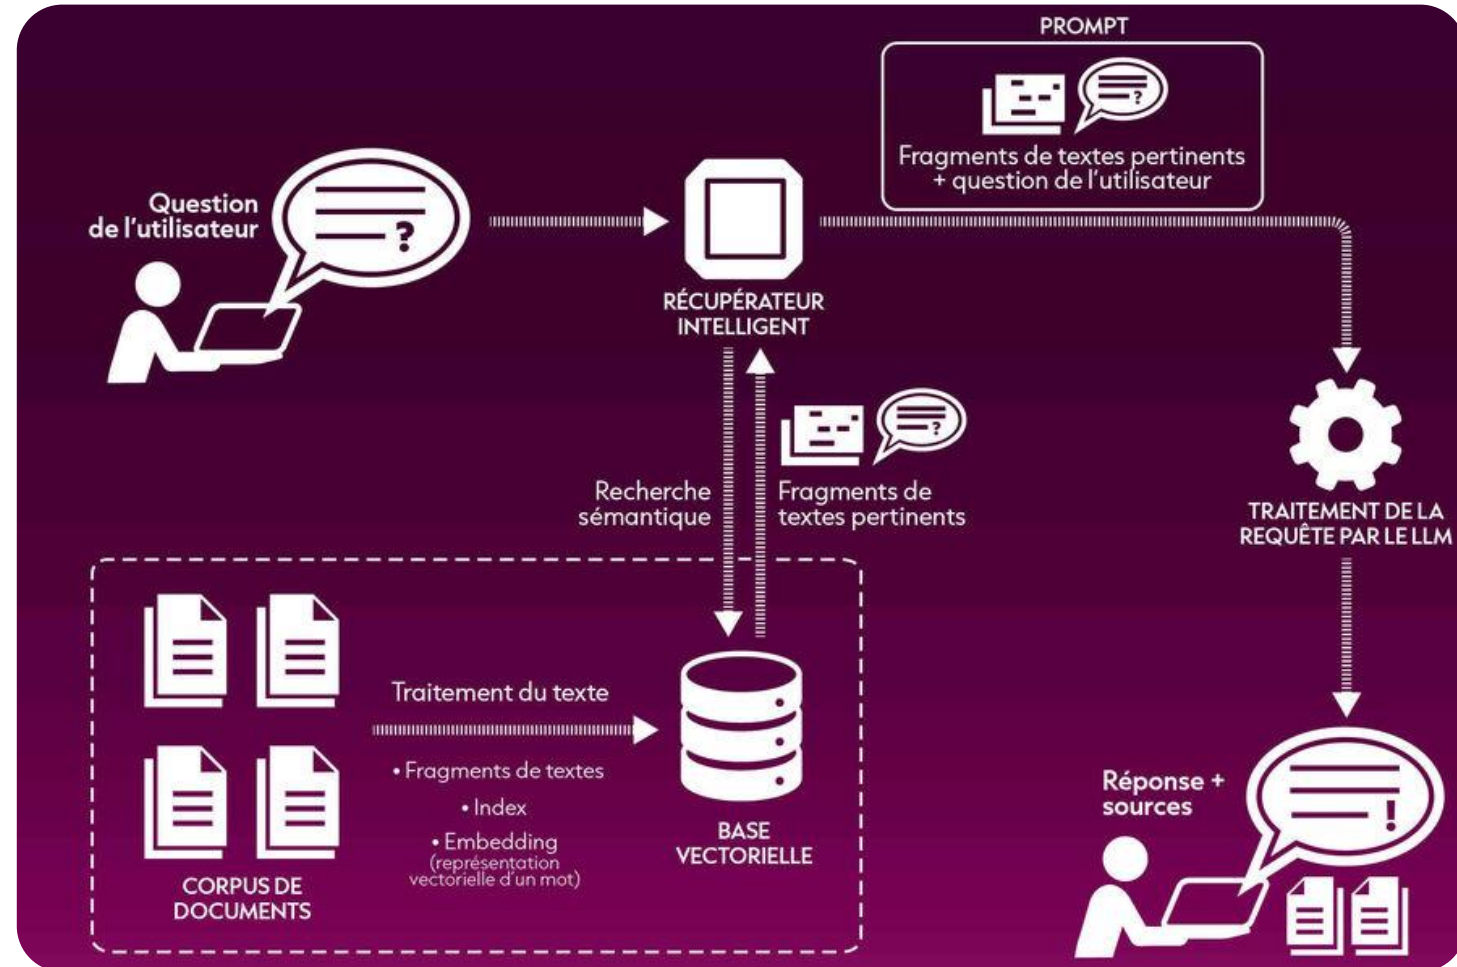 PROMPT
Fragments de textes pertinents
+ question de l'utilisateur
Question
de l'utilisateur
?
?
RÉCUPÉRATEUR
INTELLIGENT
Recherche
sémantique
?
Fragments de
textes pertinents
TRAITEMENT DE LA
REQUÊTE PAR LE LLM
Traitement du texte
• Fragments de textes
• Index
• Embedding
(représentation
vectorielle d'un mot)
CORPUS DE
DOCUMENTS
BASE
VECTORIELLE
Réponse +
sources
!